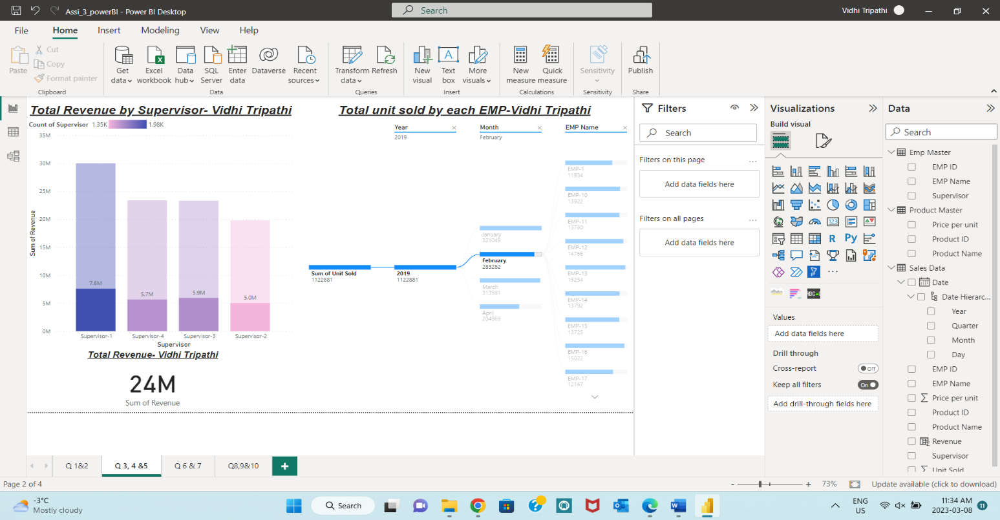 Assi_3_powerBI - Power BI Desktop
Search
Vidhi Tripathi
File Home Insert Modeling View Help
Paste
Cut
Copy
Format painter
Clipboard
Get data
Excel workbook
Data hub
SQL Server
Enter data
Dataverse
Recent sources
Data
Transform data
Refresh
Queries
New visual
Text box
More visuals
Insert
New measure
Quick measure
Calculations
Sensitivity
Sensitivity
Publish
Share
Total Revenue by Supervisor- Vidhi Tripathi
Count of Supervisor 1.35K 1.98K
35M
30M
25M
20M
15M
10M
5M
0M
Sum of Revenue
7.6M
5.7M
5.9M
5.0M
Supervisor-1 Supervisor-4 Supervisor-3 Supervisor-2
Supervisor
Total Revenue- Vidhi Tripathi
24M
Sum of Revenue
Total unit sold by each EMP-Vidhi Tripathi
Year
2019
Month
February
EMP Name
Sum of Unit Sold
1122881
2019
1122881
January
321049
February
283282
March
313581
April
204969
EMP-1
11934
EMP-10
13922
EMP-11
13760
EMP-12
14766
EMP-13
15254
EMP-14
13792
EMP-15
13725
EMP-16
15022
EMP-17
12147
Filters
Search
Filters on this page
...
Add data fields here
Filters on all pages
...
Add data fields here
Visualizations
Build visual
123
R
Py
...
Values
Add data fields here
Drill through
Cross-report
Off
Keep all filters
On
Add drill-through fields here
Data
Search
Emp Master
EMP ID
EMP Name
Supervisor
Product Master
Price per unit
Product ID
Product Name
Sales Data
Date
Date Hierarc...
Year
Quarter
Month
Day
EMP ID
EMP Name
Price per unit
Product ID
Product Name
Revenue
Supervisor
Unit Sold
Q 1&2
Q 3, 4 &5
Q 6 & 7
Q8,9&10
+
Page 2 of 4
- + 73%
Update available (click to download)
-3°C
Mostly cloudy
Search
ENG
US
11:34 AM
2023-03-08
11